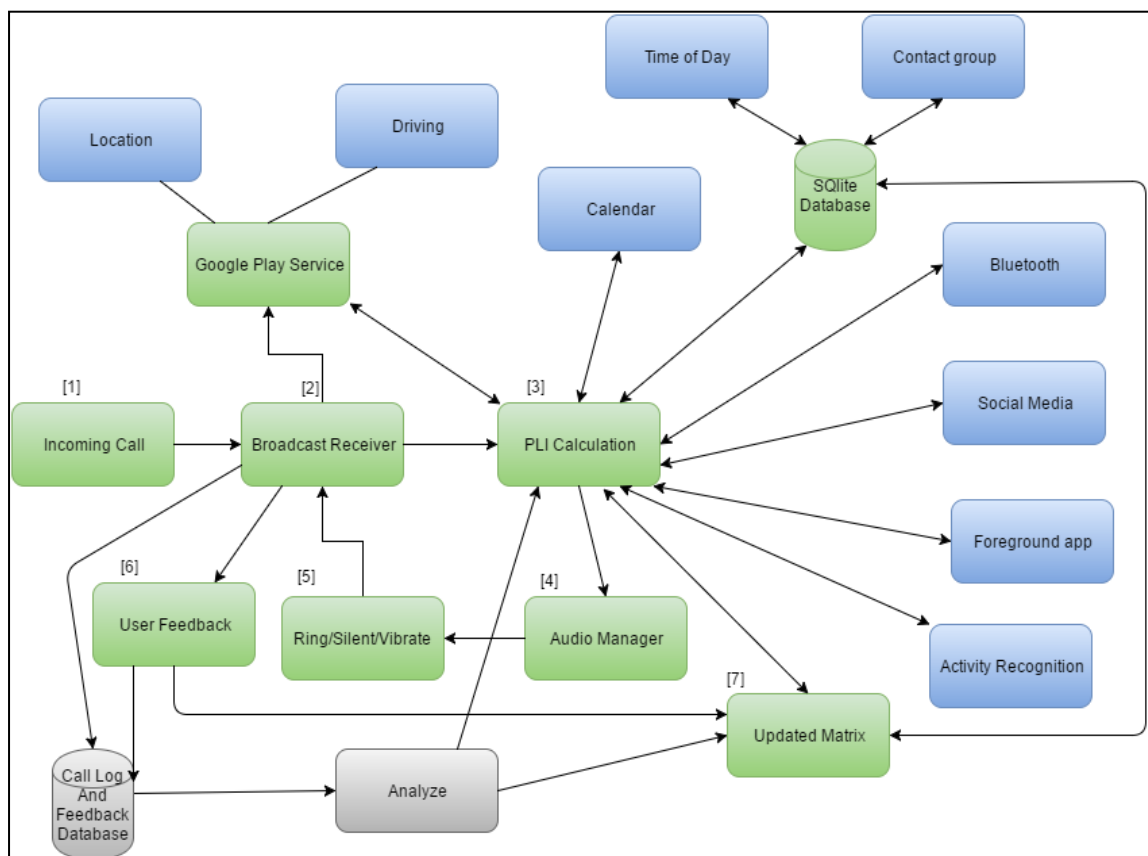 Time of Day
Contact group
Location
Driving
SQlite
Database
Calendar
Google Play Service
Bluetooth
[1]
[2]
[3]
Incoming Call
Broadcast Receiver
PLI Calculation
Social Media
Foreground app
[6]
[5]
[4]
User Feedback
Ring/Silent/Vibrate
Audio Manager
Activity Recognition
[7]
Updated Matrix
Call Log
And
Feedback
Database
Analyze